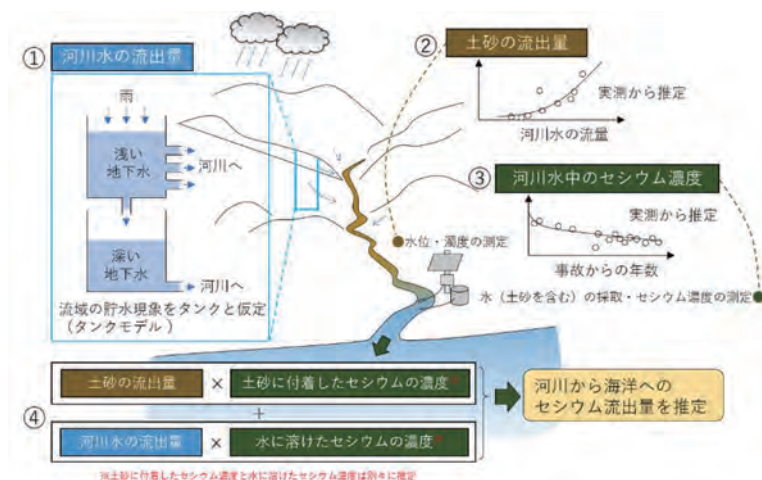 ① 河川水の流出量
雨
浅い
地下水
河川へ
深い
地下水
河川へ
流域の貯水現象をタンクと仮定
(タンクモデル)
② 土砂の流出量
実測から推定
河川水の流量
③ 河川水中のセシウム濃度
実測から推定
事故からの年数
水位・濁度の測定
水(土砂を含む)の採取・セシウム濃度の測定
④
土砂の流出量 × 土砂に付着したセシウムの濃度*
+
河川水の流出量 × 水に溶けたセシウムの濃度*
河川から海洋への
セシウム流出量を推定
※土砂に付着したセシウム濃度と水に溶けたセシウム濃度は別々に推定